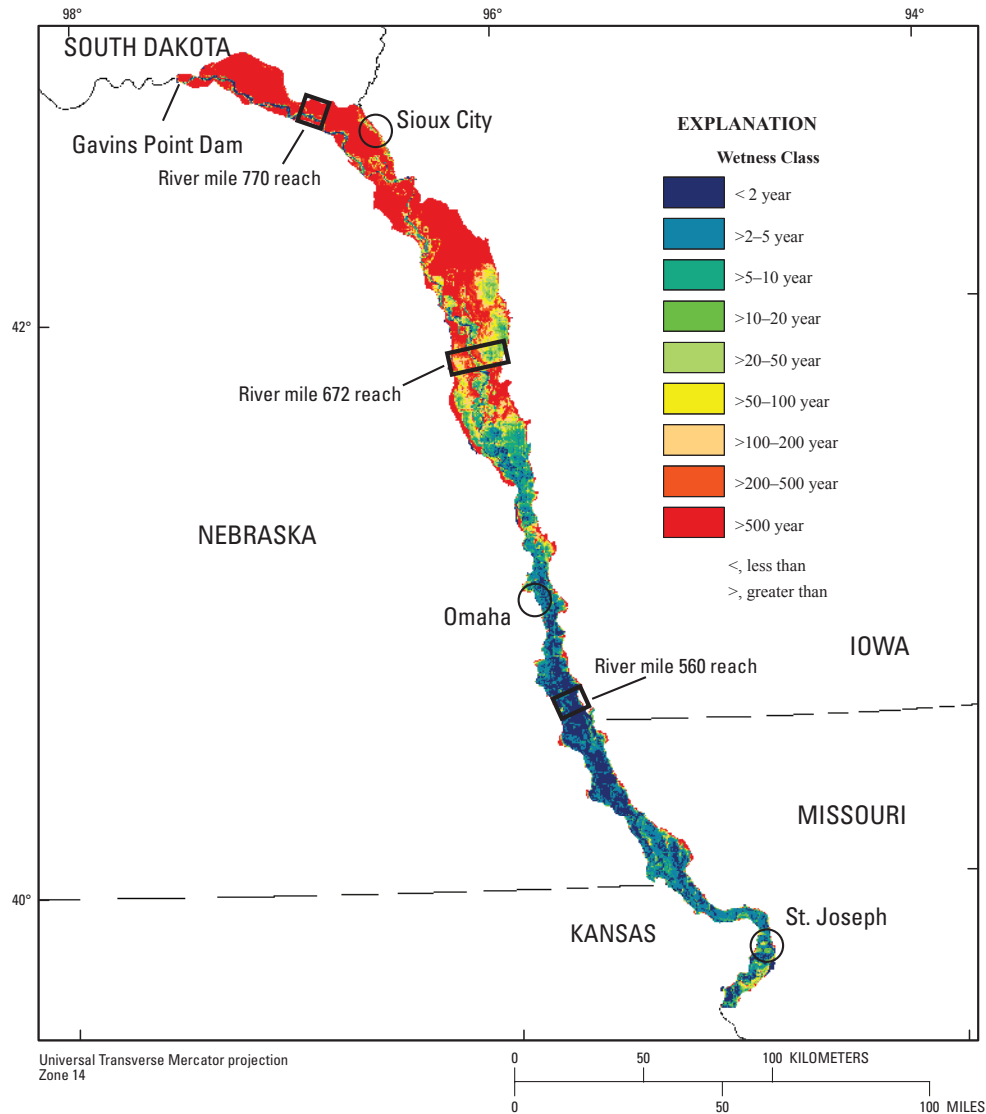 98°
96°
94°
SOUTH DAKOTA
Sioux City
Gavins Point Dam
River mile 770 reach
EXPLANATION
Wetness Class
< 2 year
>2–5 year
>5–10 year
>10–20 year
>20–50 year
>50–100 year
>100–200 year
>200–500 year
>500 year
<, less than
>, greater than
42°
River mile 672 reach
NEBRASKA
Omaha
IOWA
River mile 560 reach
MISSOURI
40°
KANSAS
St. Joseph
Universal Transverse Mercator projection
Zone 14
0 50 100 KILOMETERS
0 50 100 MILES